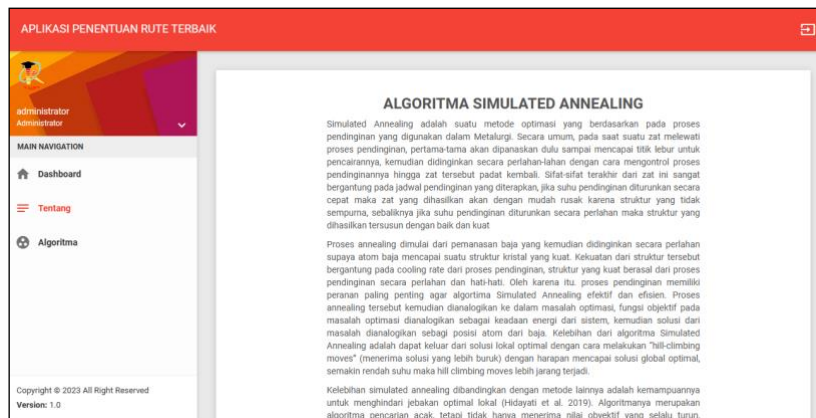 APLIKASI PENENTUAN RUTE TERBAIK
administrator
Administrator
MAIN NAVIGATION
Dashboard
Tentang
Algoritma
Copyright © 2023 All Right Reserved
Version: 1.0
ALGORITMA SIMULATED ANNEALING
Simulated Annealing adalah suatu metode optimasi yang berdasarkan pada proses
pendinginan yang digunakan dalam Metalurgi. Secara umum, pada saat suatu zat melewati
proses pendinginan, pertama-tama akan dipanaskan dulu sampai mencapai titik lebur untuk
pencairannya, kemudian didinginkan secara perlahan-lahan dengan cara mengontrol proses
pendinginannya hingga zat tersebut padat kembali. Sifat-sifat terakhir dari zat ini sangat
bergantung pada jadwal pendinginan yang diterapkan, jika suhu pendinginan diturunkan secara
cepat maka zat yang dihasilkan akan dengan mudah rusak karena struktur yang tidak
sempurna, sebaliknya jika suhu pendinginan diturunkan secara perlahan maka struktur yang
dihasilkan tersusun dengan baik dan kuat
Proses annealing dimulai dari pemanasan baja yang kemudian didinginkan secara perlahan
supaya atom baja mencapai suatu struktur kristal yang kuat. Kekuatan dari struktur tersebut
bergantung pada cooling rate dari proses pendinginan, struktur yang kuat berasal dari proses
pendinginan secara perlahan dan hati-hati. Oleh karena itu. proses pendinginan memiliki
peranan paling penting agar algortima Simulated Annealing efektif dan efisien. Proses
annealing tersebut kemudian dianalogikan ke dalam masalah optimasi, fungsi objektif pada
masalah optimasi dianalogikan sebagai keadaan energi dari sistem, kemudian solusi dari
masalah dianalogikan sebagi posisi atom dari baja. Kelebihan dari algoritma Simulated
Annealing adalah dapat keluar dari solusi lokal optimal dengan cara melakukan "hill-climbing
moves" (menerima solusi yang lebih buruk) dengan harapan mencapai solusi global optimal,
semakin rendah suhu maka hill climbing moves lebih jarang terjadi.
Kelebihan simulated annealing dibandingkan dengan metode lainnya adalah kemampuannya
untuk menghindari jebakan optimal lokal (Hidayati et al. 2019). Algoritmanya merupakan
algoritma pencarian acak, tetapi tidak hanya menerima nilai obyektif yang selalu turun,